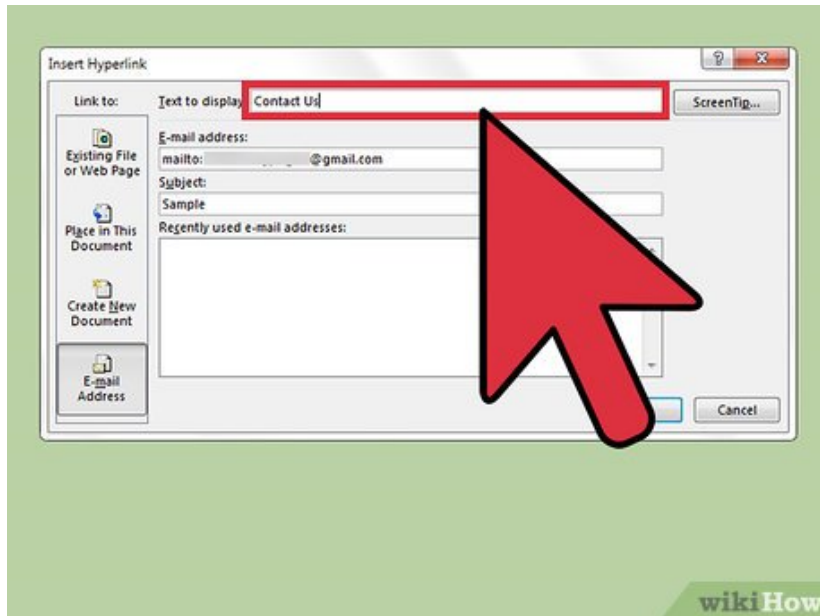 Insert Hyperlink
Link to:
Text to display
Contact Us
ScreenTip...
Existing File
or Web Page
E-mail address:
mailto: @gmail.com
Subject:
Sample
Place in This
Document
Recently used e-mail addresses:
Create New
Document
E-mail
Address
Cancel
wikiHow